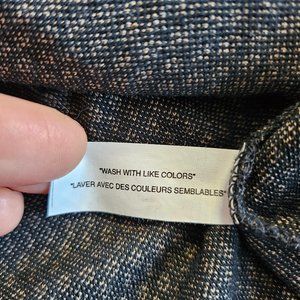 "WASH WITH LIKE COLORS"
"LAVER AVEC DES COULEURS SEMBLABLES"